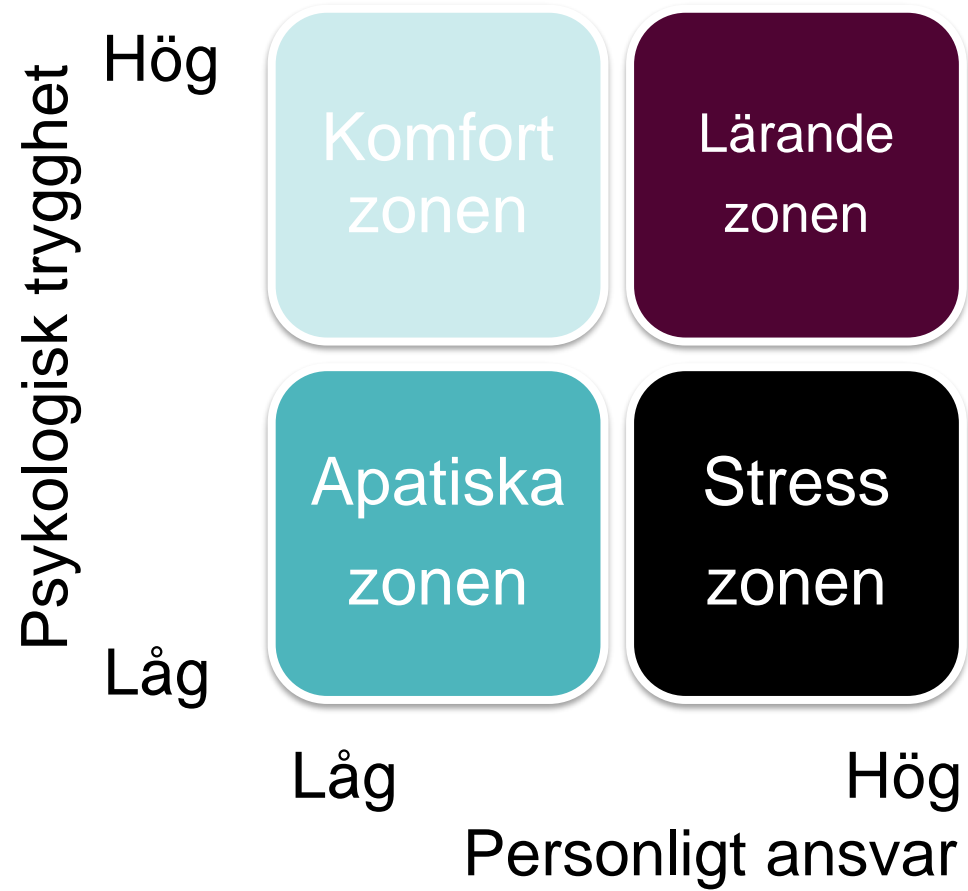 Psykologisk trygghet
Hög
Komfort
zonen
Lärande
zonen
Apatiska
zonen
Stress
zonen
Låg
Låg
Hög
Personligt ansvar